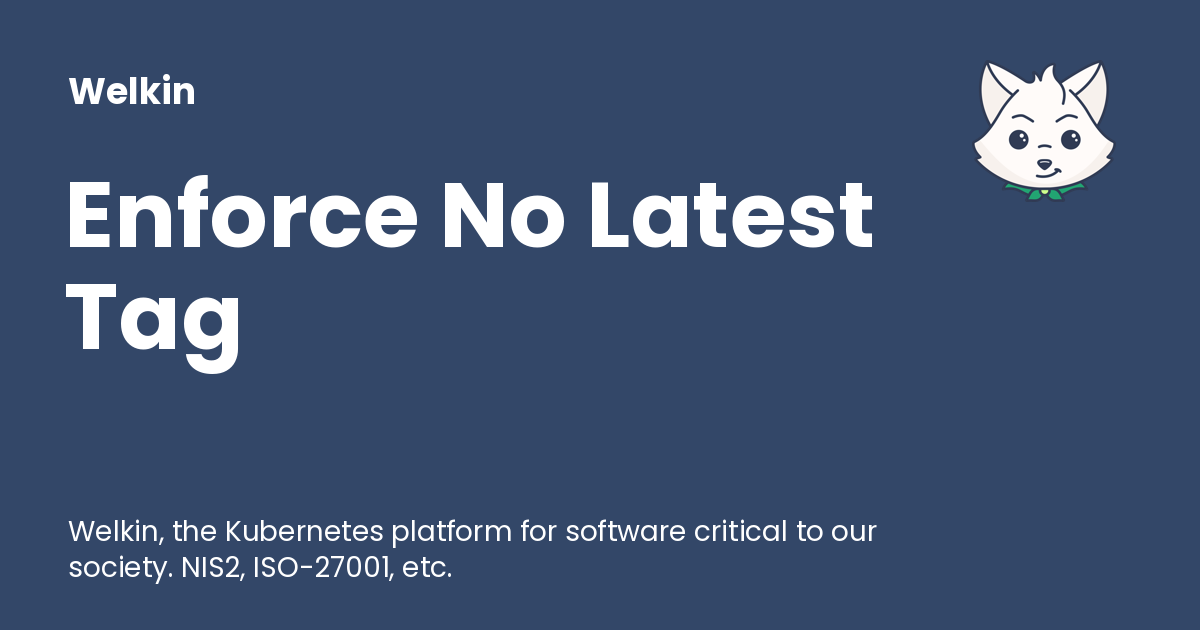 Welkin
Enforce No Latest
Tag
Welkin, the Kubernetes platform for software critical to our
society. NIS2, ISO-27001, etc.